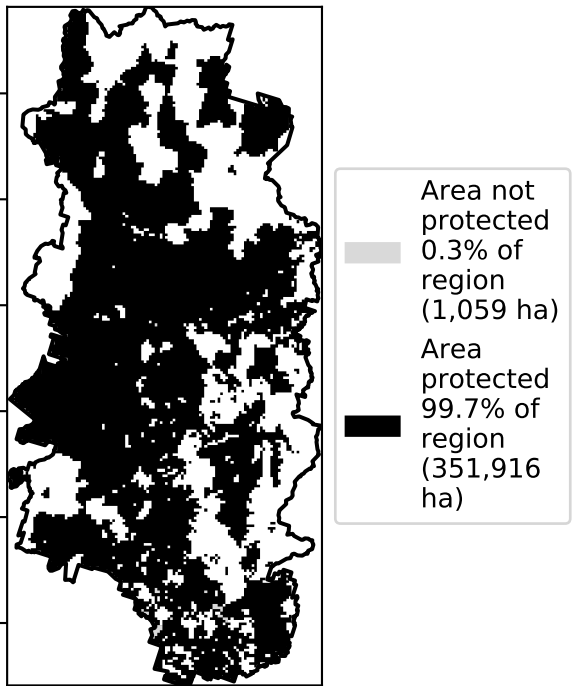 Area not
protected
0.3% of
region
(1,059 ha)
Area
protected
99.7% of
region
(351,916
ha)